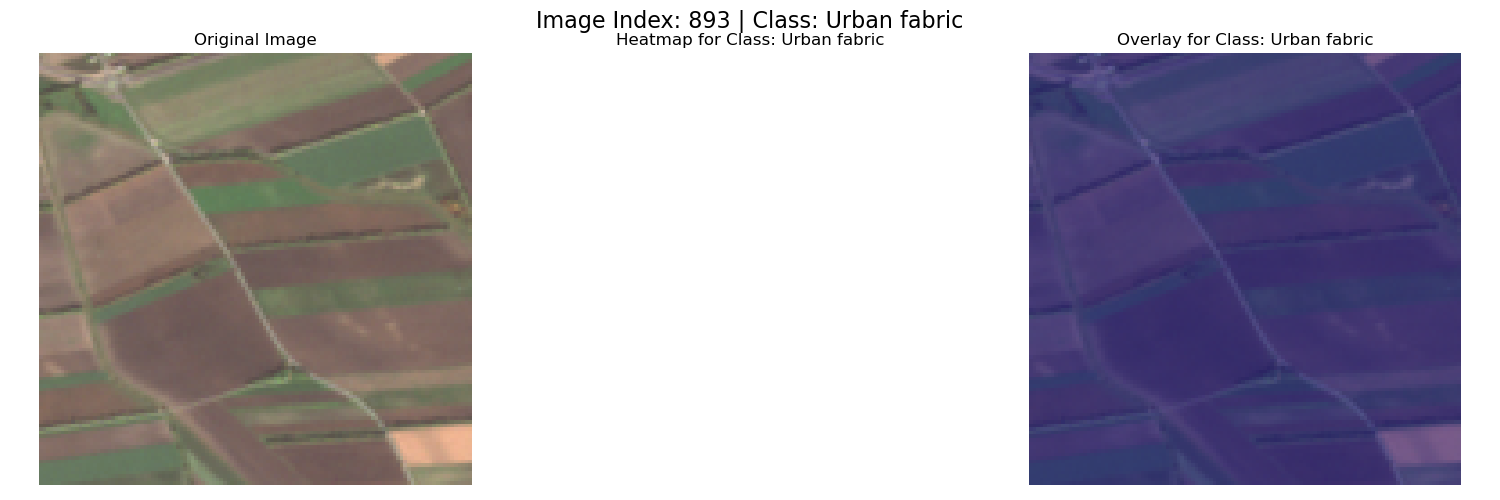 Image Index: 893 | Class: Urban fabric
Original Image
Heatmap for Class: Urban fabric
Overlay for Class: Urban fabric